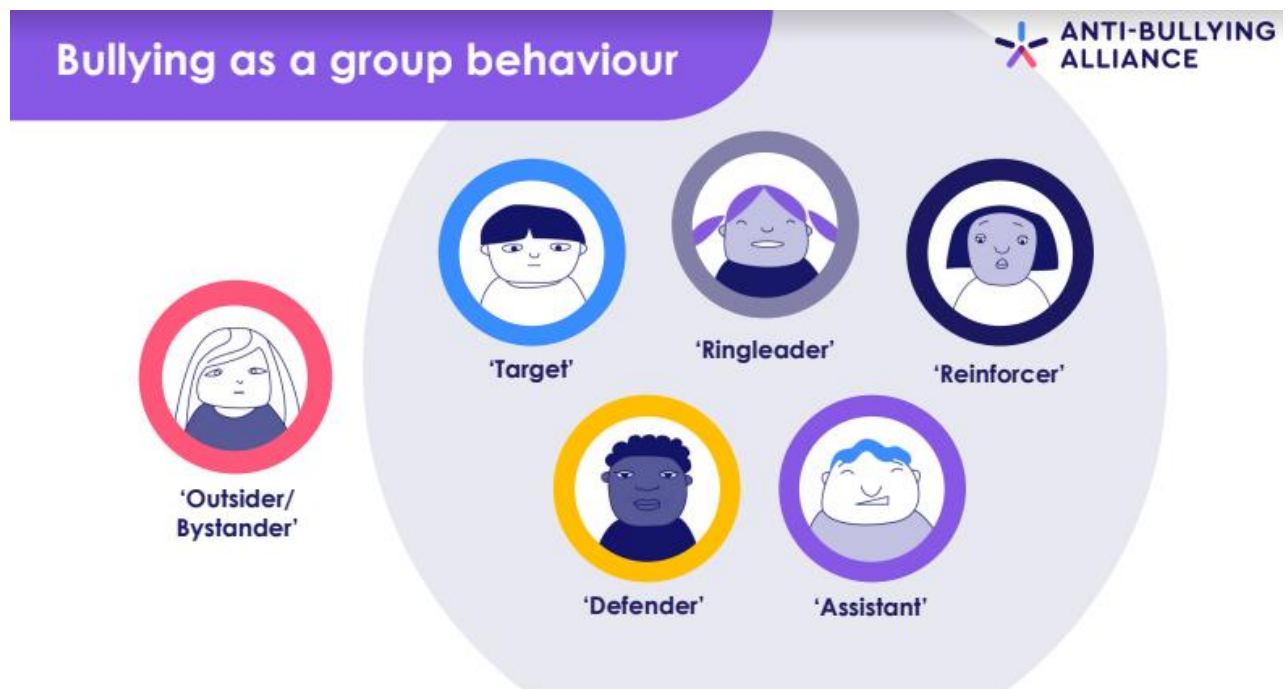 Bullying as a group behaviour
ANTI-BULLYING
ALLIANCE
‘Target’
‘Ringleader’
‘Reinforcer’
‘Outsider/
Bystander’
‘Defender’
‘Assistant’